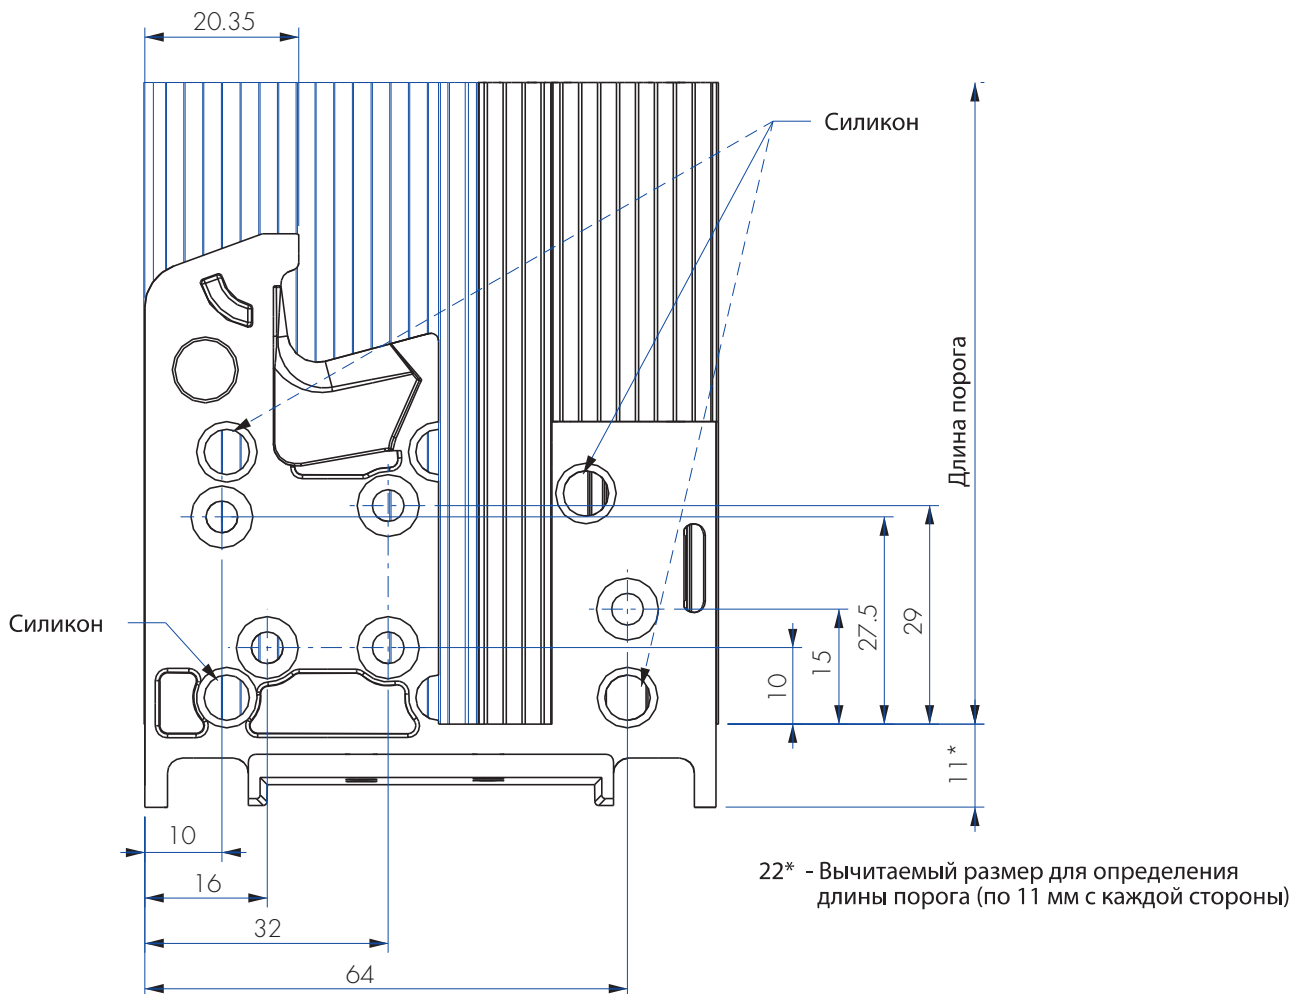 20.35
Силикон
Длина порога
Силикон
29
27.5
15
10
11*
10
16
32
64
22* - Вычитаемый размер для определения
длины порога (по 11 мм с каждой стороны)